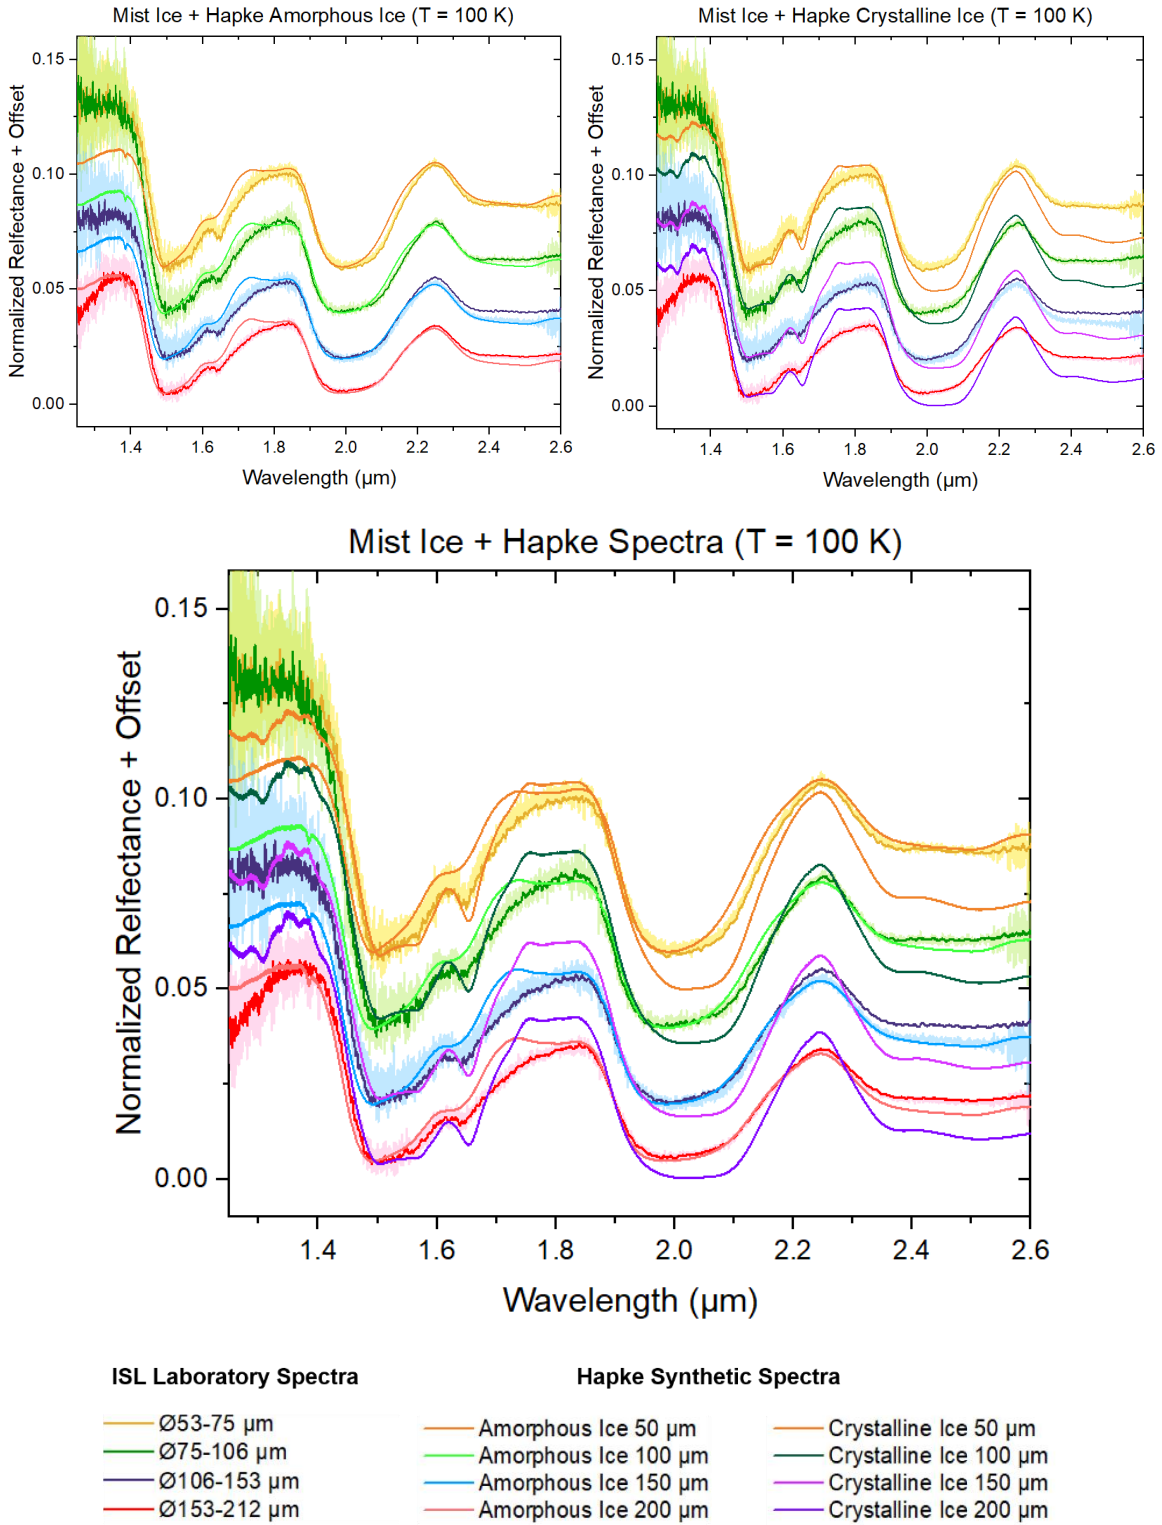 Mist Ice + Hapke Amorphous Ice (T = 100 K)
Mist Ice + Hapke Crystalline Ice (T = 100 K)
Normalized Relfectance + Offset
0.15
0.10
0.05
0.00
1.4 1.6 1.8 2.0 2.2 2.4 2.6
Wavelength (µm)
Normalized Relfectance + Offset
0.15
0.10
0.05
0.00
1.4 1.6 1.8 2.0 2.2 2.4 2.6
Wavelength (µm)
Mist Ice + Hapke Spectra (T = 100 K)
Normalized Relfectance + Offset
0.15
0.10
0.05
0.00
1.4 1.6 1.8 2.0 2.2 2.4 2.6
Wavelength (µm)
ISL Laboratory Spectra
Ø53-75 µm
Ø75-106 µm
Ø106-153 µm
Ø153-212 µm
Hapke Synthetic Spectra
Amorphous Ice 50 µm
Amorphous Ice 100 µm
Amorphous Ice 150 µm
Amorphous Ice 200 µm
Crystalline Ice 50 µm
Crystalline Ice 100 µm
Crystalline Ice 150 µm
Crystalline Ice 200 µm